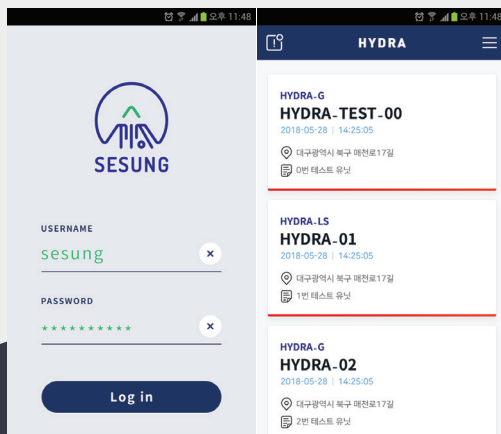 오후 11:48
SESUNG
USERNAME
sesung
PASSWORD
**********
Log in
오후 11:48
HYDRA
HYDRA-G
HYDRA-TEST-00
2018-05-28 | 14:25:05
대구광역시 북구 매천로17길
0번 테스트 유닛
HYDRA-LS
HYDRA-01
2018-05-28 | 14:25:05
대구광역시 북구 매천로17길
1번 테스트 유닛
HYDRA-G
HYDRA-02
2018-05-28 | 14:25:05
대구광역시 북구 매천로17길
2번 테스트 유닛